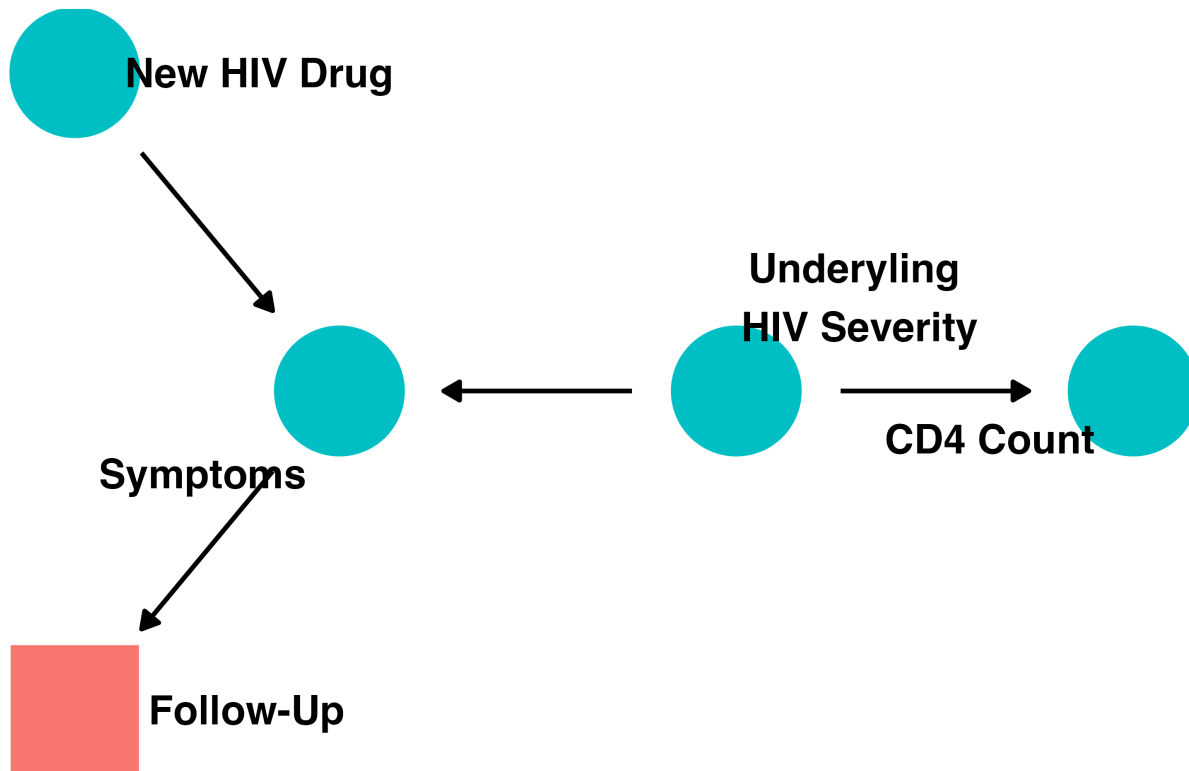 New HIV Drug
Underyling
HIV Severity
CD4 Count
Symptoms
Follow-Up